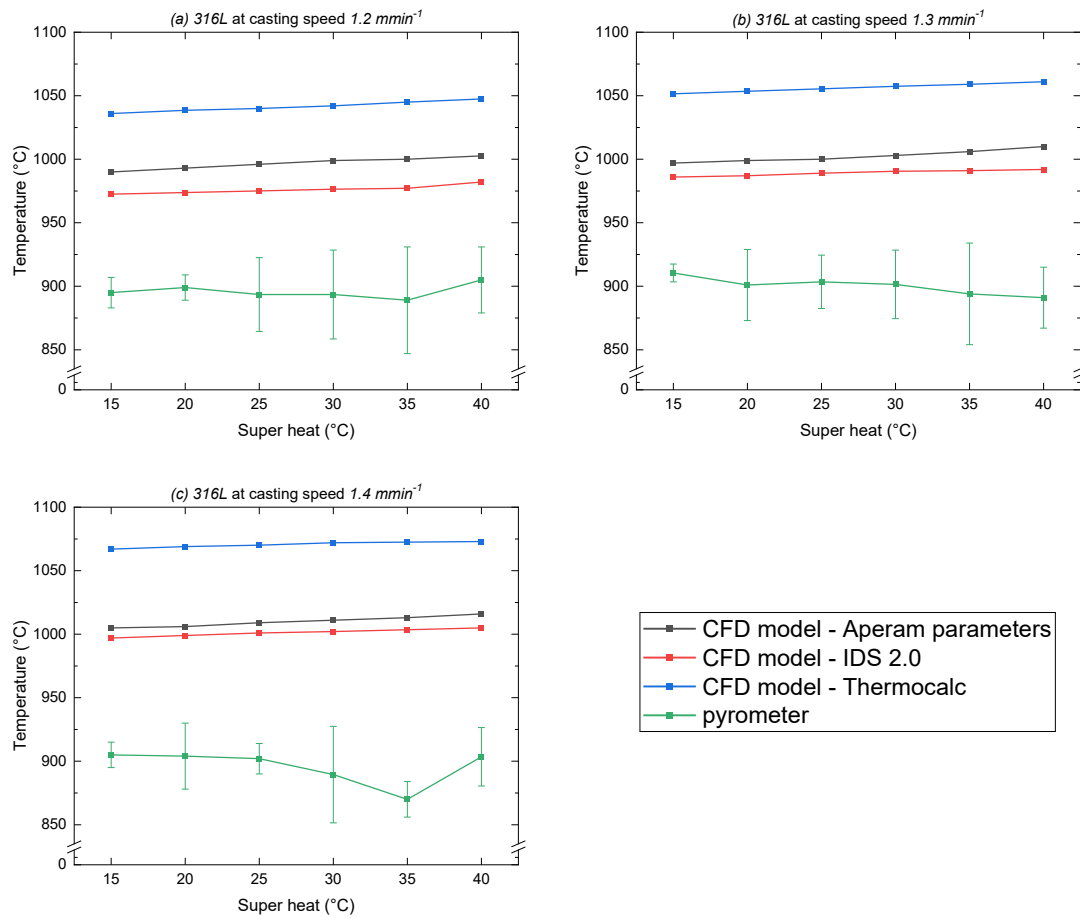 (a) 316L at casting speed 1.2 mmin⁻¹
1100
1050
1000
950
900
850
0
Temperature (°C)
15 20 25 30 35 40
Super heat (°C)
(b) 316L at casting speed 1.3 mmin⁻¹
1100
1050
1000
950
900
850
0
Temperature (°C)
15 20 25 30 35 40
Super heat (°C)
(c) 316L at casting speed 1.4 mmin⁻¹
1100
1050
1000
950
900
850
0
Temperature (°C)
15 20 25 30 35 40
Super heat (°C)
CFD model - Aperam parameters
CFD model - IDS 2.0
CFD model - Thermocalc
pyrometer